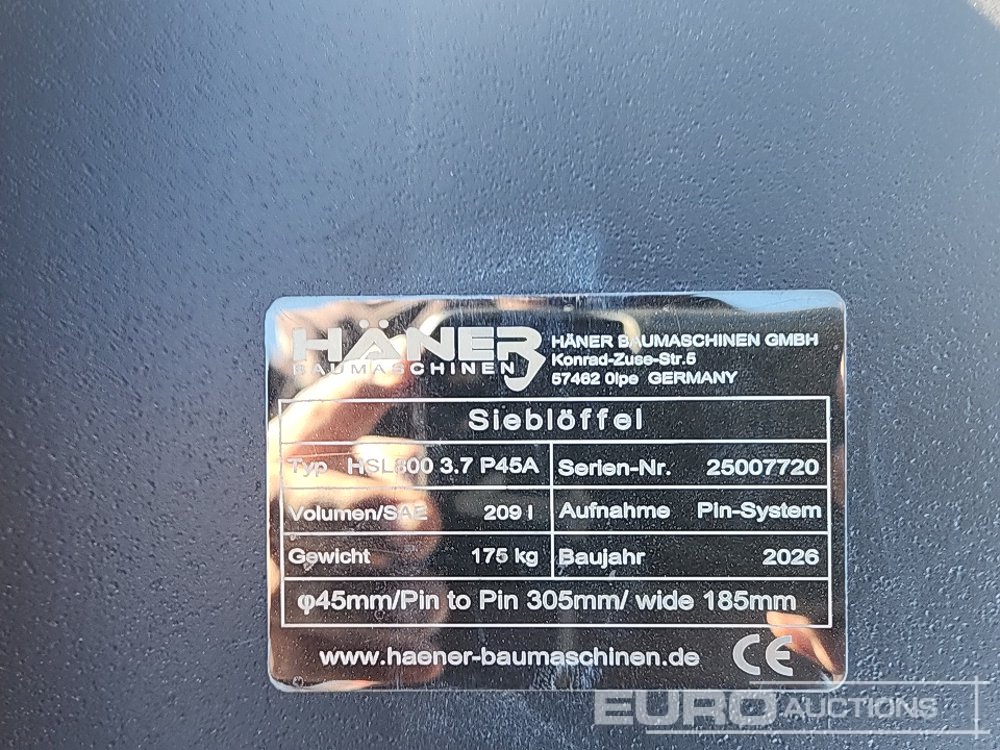 HÄNER
BAUMASCHINEN
HÄNER BAUMASCHINEN GMBH
Konrad-Zuse-Str.5
57462 Olpe GERMANY
Sieblöffel
Typ HSL800 3.7 P45A
Serien-Nr. 25007720
Volumen/SAE 209 l
Aufnahme Pin-System
Gewicht 175 kg
Baujahr 2026
φ45mm/Pin to Pin 305mm/ wide 185mm
www.haener-baumaschinen.de CE
EURO AUCTIONS